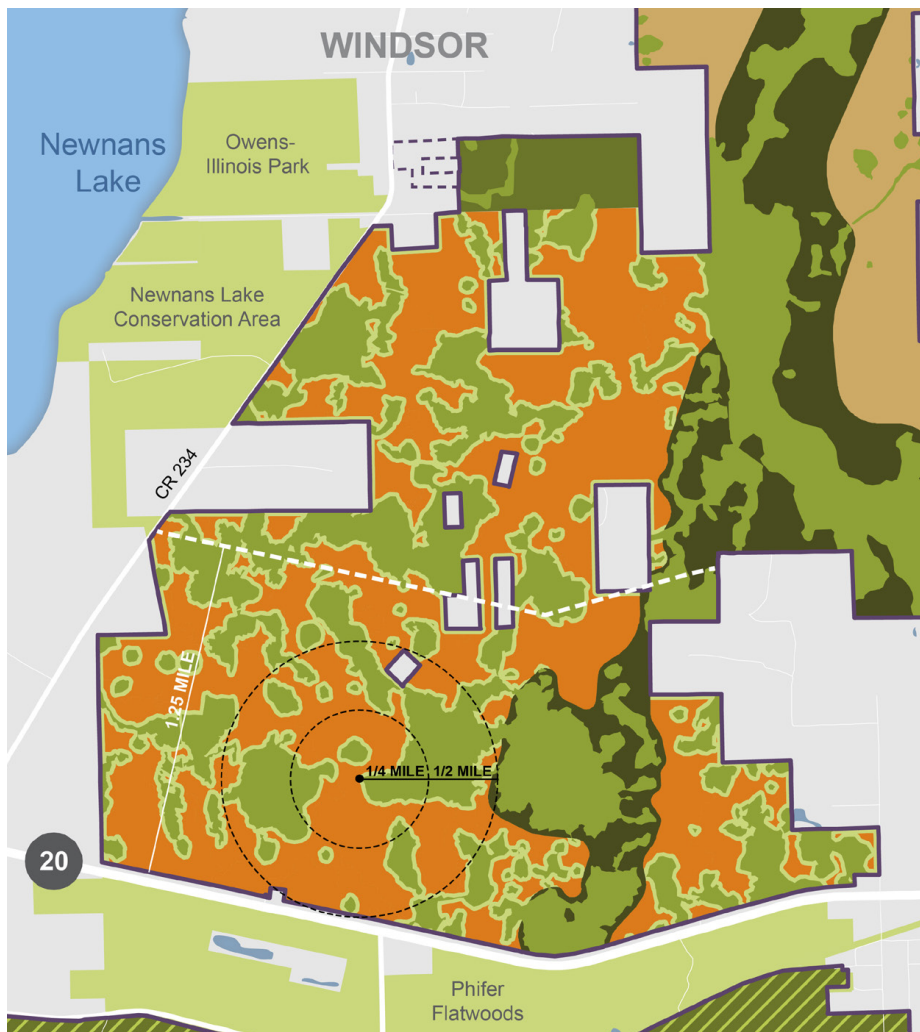 WINDSOR
Newnans
Lake
Owens-
Illinois Park
Newnans Lake
Conservation Area
CR 234
1.25 MILE
1/4 MILE
1/2 MILE
20
Phifer
Flatwoods